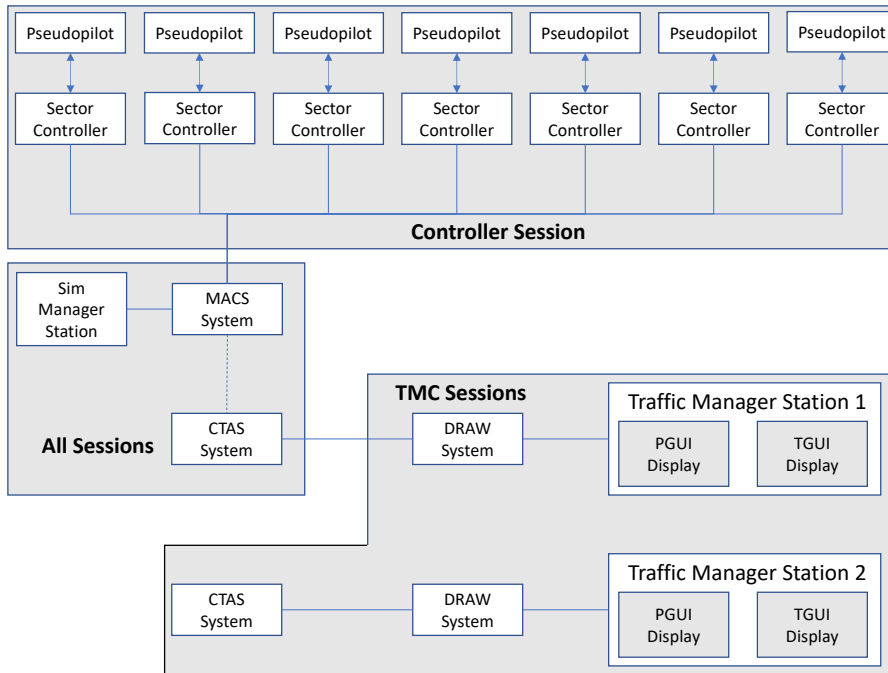 Pseudopilot Pseudopilot Pseudopilot Pseudopilot Pseudopilot Pseudopilot Pseudopilot
Sector Sector Sector Sector Sector Sector Sector
Controller Controller Controller Controller Controller Controller Controller
Controller Session
Sim
Manager
Station
MACS
System
All Sessions
CTAS
System
TMC Sessions
DRAW
System
Traffic Manager Station 1
PGUI
Display
TGUI
Display
CTAS
System
DRAW
System
Traffic Manager Station 2
PGUI
Display
TGUI
Display